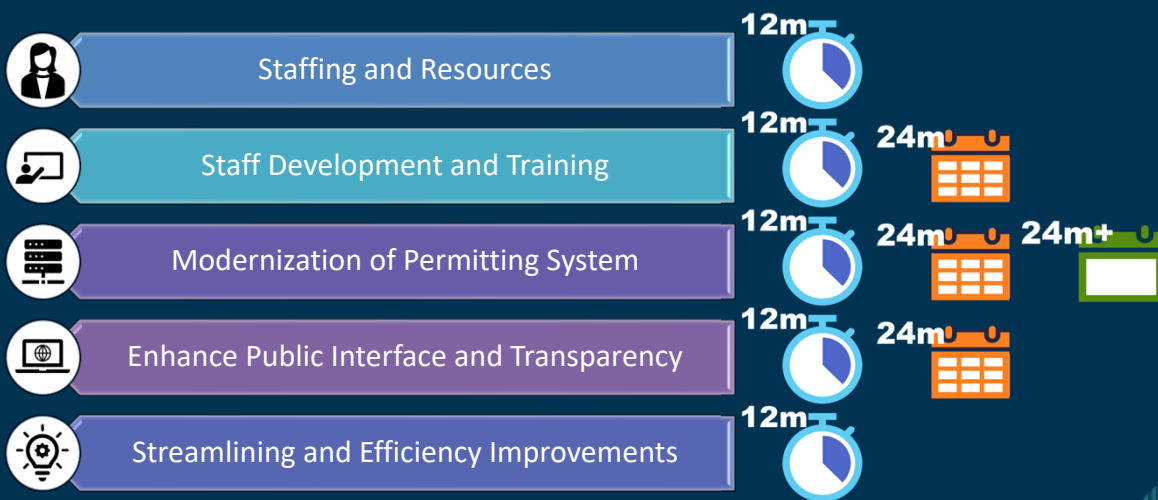 12m
Staffing and Resources
12m 24m
Staff Development and Training
12m 24m 24m+
Modernization of Permitting System
12m 24m
Enhance Public Interface and Transparency
12m
Streamlining and Efficiency Improvements